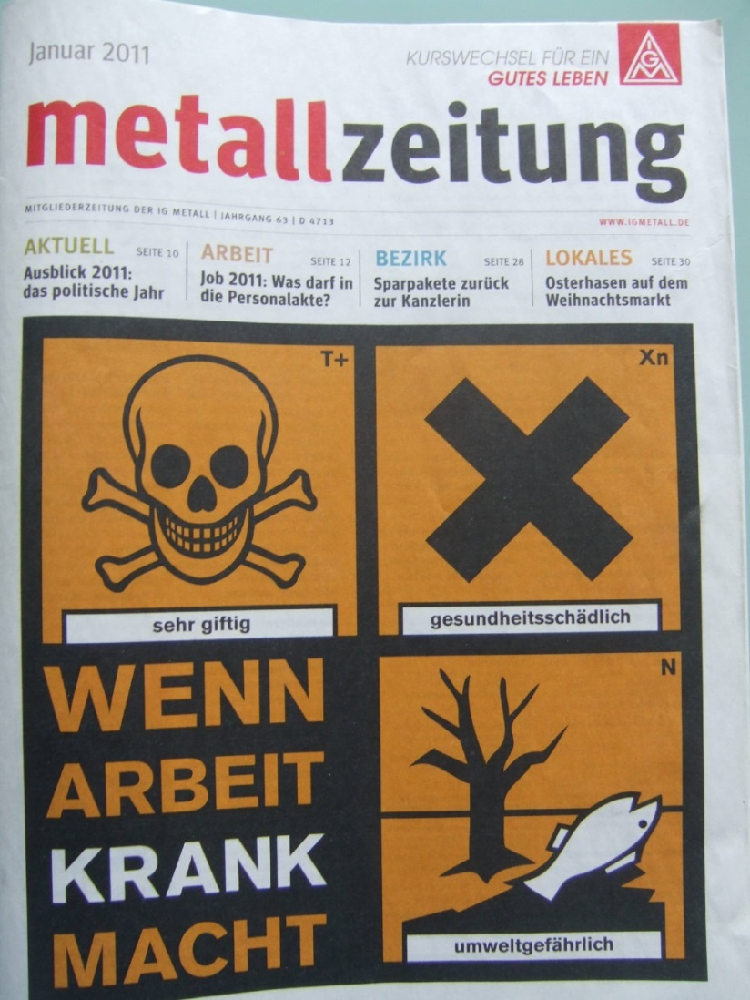 Januar 2011
KURSWECHSEL FÜR EIN
GUTES LEBEN
IGM
metallzeitung
MITGLIEDERZEITUNG DER IG METALL | JAHRGANG 63 | D 4713
WWW.IGMETALL.DE
AKTUELL SEITE 10
Ausblick 2011:
das politische Jahr
ARBEIT SEITE 12
Job 2011: Was darf in
die Personalakte?
BEZIRK SEITE 28
Sparpakete zurück
zur Kanzlerin
LOKALES SEITE 30
Osterhasen auf dem
Weihnachtsmarkt
T+
sehr giftig
Xn
gesundheitsschädlich
WENN
ARBEIT
KRANK
MACHT
N
umweltgefährlich